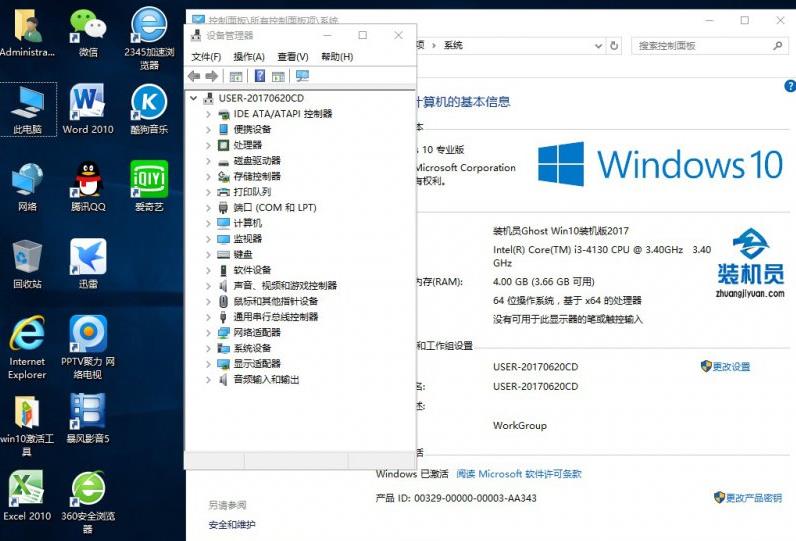 Administra...
微信
2345加速浏
览器
此电脑
Word 2010
酷狗音乐
网络
腾讯QQ
iQIYI
爱奇艺
回收站
迅雷
Internet
Explorer
PPTV聚力 网
络电视
win10激活工
具
暴风影音5
Excel 2010
360安全浏览
器
控制面板\所有控制面板项\系统
设备管理器
文件(F)
操作(A)
查看(V)
帮助(H)
USER-20170620CD
IDE ATA/ATAPI 控制器
便携设备
处理器
磁盘驱动器
存储控制器
打印队列
端口 (COM 和 LPT)
计算机
监视器
键盘
软件设备
声音、视频和游戏控制器
鼠标和其他指针设备
通用串行总线控制器
网络适配器
系统设备
显示适配器
音频输入和输出
项 › 系统
搜索控制面板
计算机的基本信息
本
s 10 专业版
Microsoft Corporation
有权利。
Windows 10
装机员Ghost Win10装机版2017
Intel(R) Core(TM) i3-4130 CPU @ 3.40GHz 3.40
GHz
内存(RAM):
4.00 GB (3.66 GB 可用)
64 位操作系统，基于 x64 的处理器
没有可用于此显示器的笔或触控输入
装机员
zhuangjiyuan.com
和工作组设置
USER-20170620CD
更改设置
名:
USER-20170620CD
述:
WorkGroup
活
Windows 已激活
阅读 Microsoft 软件许可条款
产品 ID: 00329-00000-00003-AA343
更改产品密钥
另请参阅
安全和维护